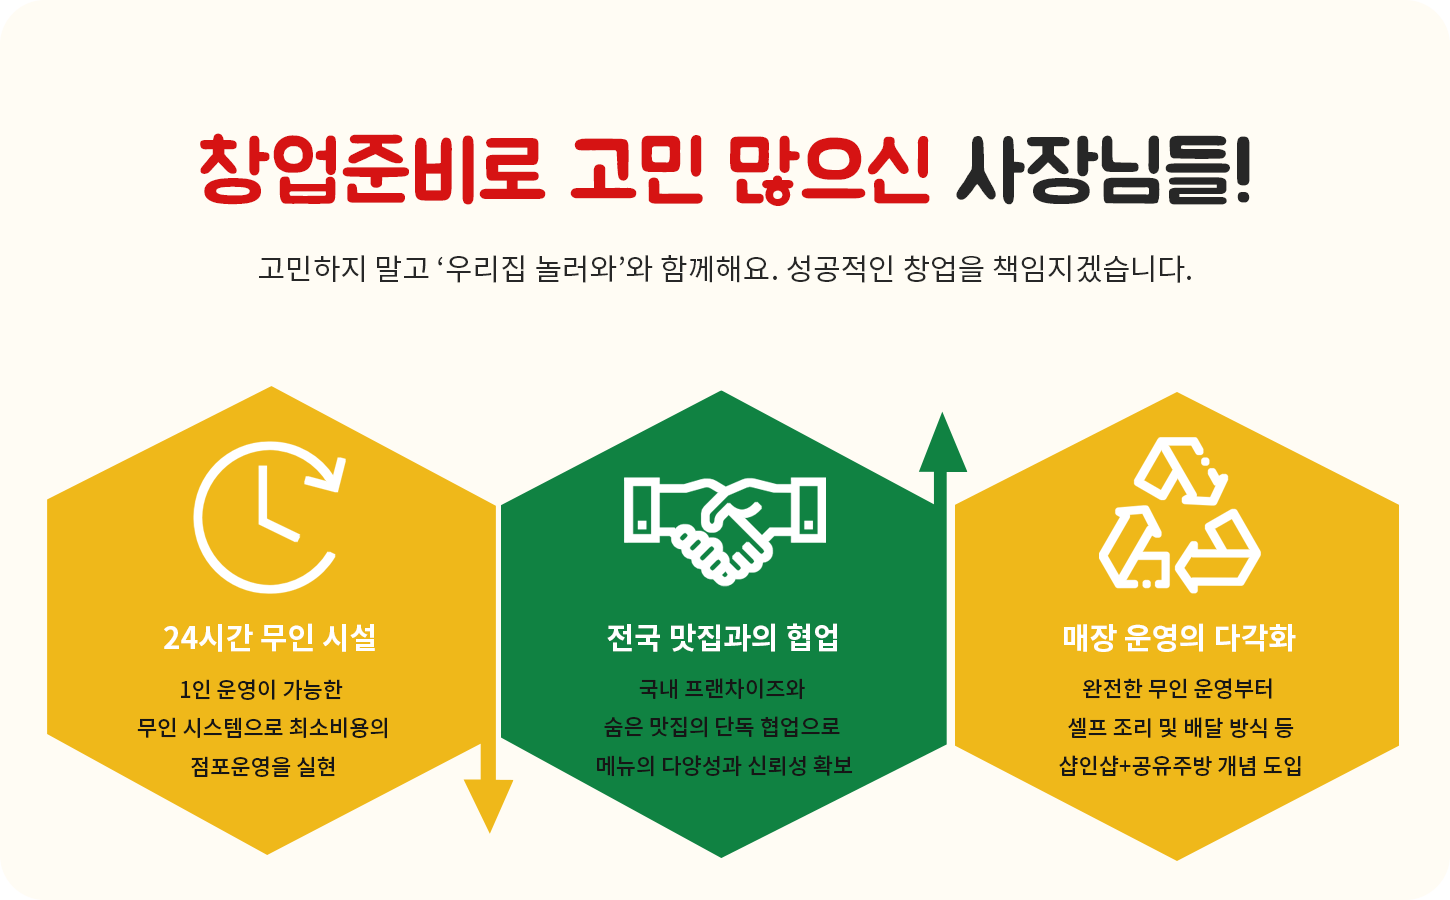 창업준비로 고민 많으신 사장님들!
고민하지 말고 ‘우리집 놀러와’와 함께해요. 성공적인 창업을 책임지겠습니다.
24시간 무인 시설
1인 운영이 가능한
무인 시스템으로 최소비용의
점포운영을 실현
전국 맛집과의 협업
국내 프랜차이즈와
숨은 맛집의 단독 협업으로
메뉴의 다양성과 신뢰성 확보
매장 운영의 다각화
완전한 무인 운영부터
셀프 조리 및 배달 방식 등
샵인샵+공유주방 개념 도입